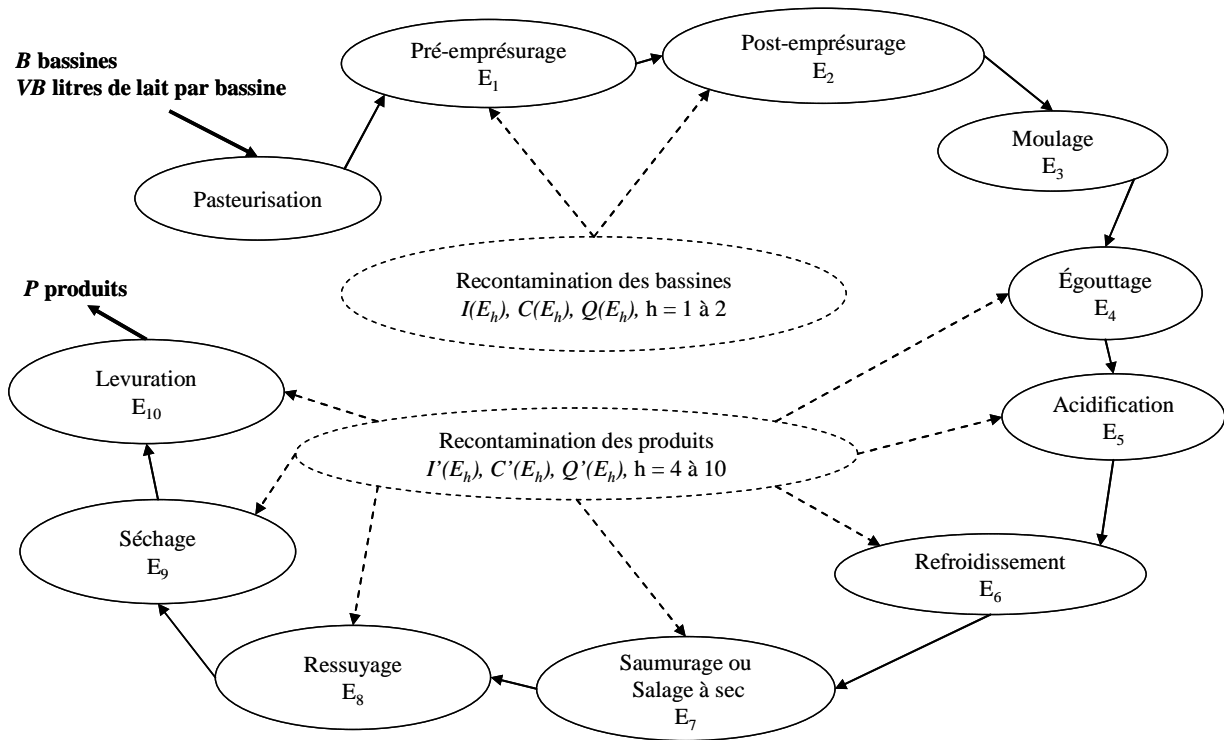 B bassines
VB litres de lait par bassine
Pasteurisation
Pré-emprésurage
E1
Post-emprésurage
E2
Moulage
E3
Recontamination des bassines
I(Eh), C(Eh), Q(Eh), h = 1 à 2
Égouttage
E4
P produits
Levuration
E10
Recontamination des produits
I’(Eh), C’(Eh), Q’(Eh), h = 4 à 10
Acidification
E5
Séchage
E9
Refroidissement
E6
Ressuyage
E8
Saumurage ou
Salage à sec
E7